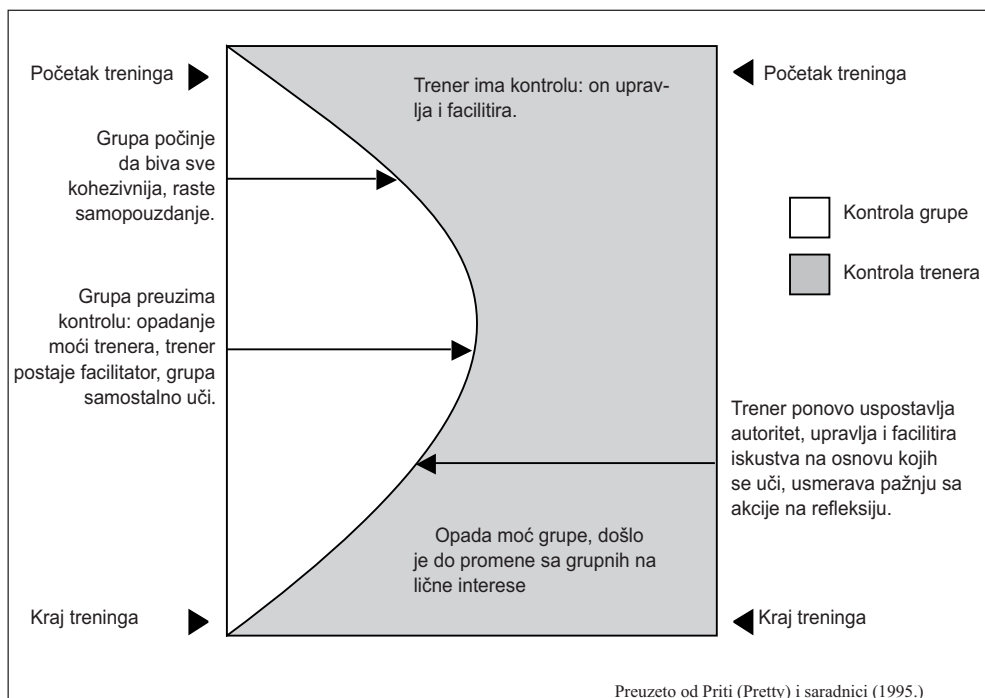 Početak treninga
Trener ima kontrolu: on uprav-
lja i facilitira.
Početak treninga
Grupa počinje
da biva sve
kohezivnija, raste
samopouzdanje.
Kontrola grupe
Kontrola trenera
Grupa preuzima
kontrolu: opadanje
moći trenera, trener
postaje facilitator, grupa
samostalno uči.
Trener ponovo uspostavlja
autoritet, upravlja i facilitira
iskustva na osnovu kojih
se uči, usmerava pažnju sa
akcije na refleksiju.
Opada moć grupe, došlo
je do promene sa grupnih na
lične interese
Kraj treninga
Kraj treninga
Preuzeto od Priti (Pretty) i saradnici (1995.)